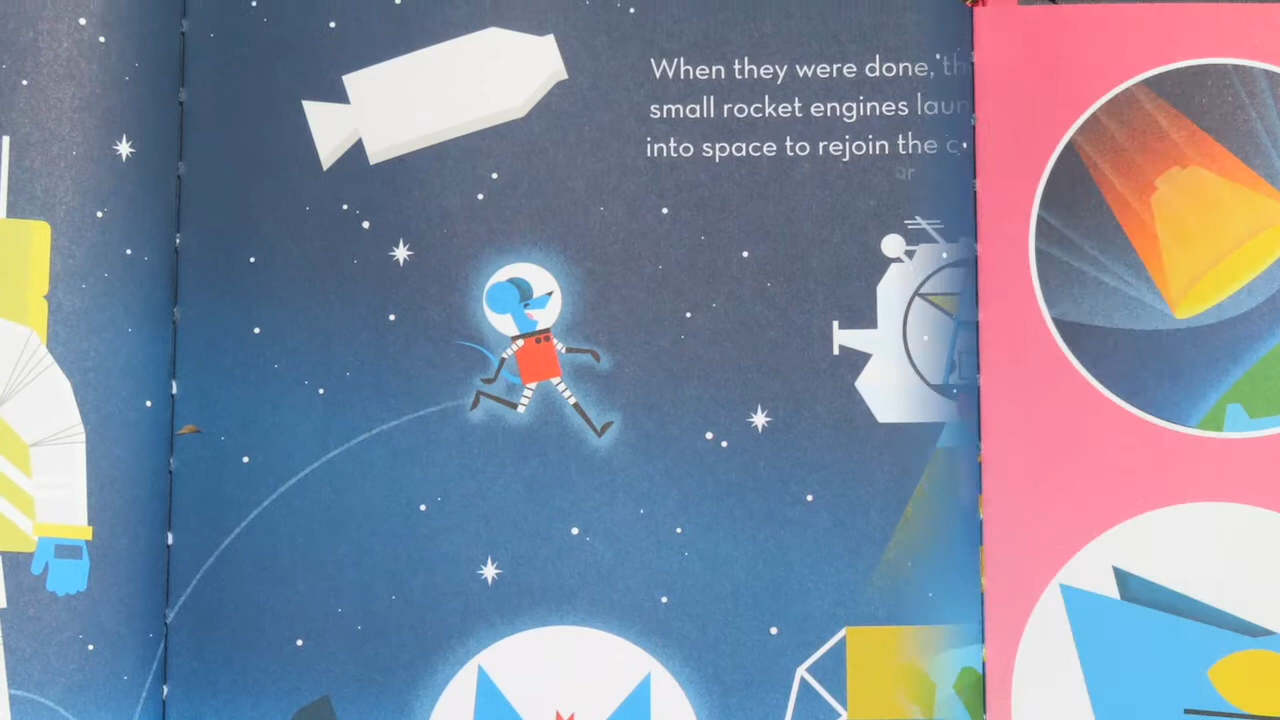 When they were done,
small rocket engines
into space to rejoin the